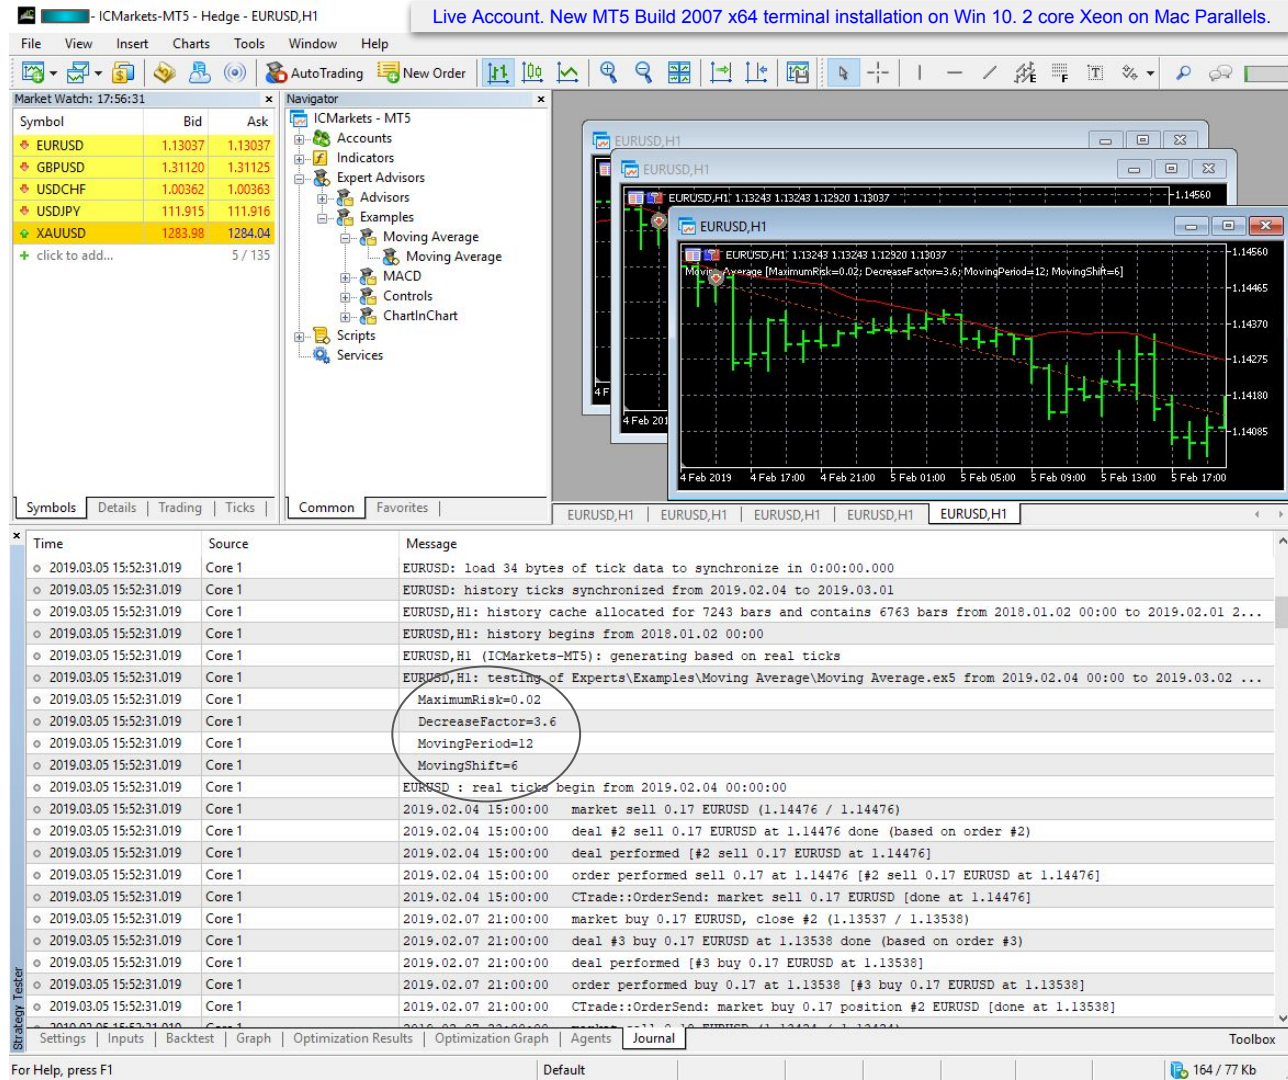 - ICMarkets-MT5 - Hedge - EURUSD,H1
Live Account. New MT5 Build 2007 x64 terminal installation on Win 10. 2 core Xeon on Mac Parallels.
File View Insert Charts Tools Window Help
AutoTrading New Order
Market Watch: 17:56:31
Symbol Bid Ask
EURUSD 1.13037 1.13037
GBPUSD 1.31120 1.31125
USDCHF 1.00362 1.00363
USDJPY 111.915 111.916
XAUUSD 1283.98 1284.04
+ click to add... 5 / 135
Symbols Details Trading Ticks
Navigator
ICMarkets - MT5
Accounts
Indicators
Expert Advisors
Advisors
Examples
Moving Average
Moving Average
MACD
Controls
ChartInChart
Scripts
Services
Common Favorites
EURUSD,H1
4 F
EURUSD,H1
EURUSD,H1 1.13243 1.13243 1.12920 1.13037
1.14560
4 Feb 201
EURUSD,H1
EURUSD,H1 1.13243 1.13243 1.12920 1.13037
Moving Average [MaximumRisk=0.02; DecreaseFactor=3.6; MovingPeriod=12; MovingShift=6]
1.14560
1.14465
1.14370
1.14275
1.14180
1.14085
4 Feb 2019 4 Feb 17:00 4 Feb 21:00 5 Feb 01:00 5 Feb 05:00 5 Feb 09:00 5 Feb 13:00 5 Feb 17:00
EURUSD,H1 EURUSD,H1 EURUSD,H1 EURUSD,H1 EURUSD,H1
Time Source Message
2019.03.05 15:52:31.019 Core 1 EURUSD: load 34 bytes of tick data to synchronize in 0:00:00.000
2019.03.05 15:52:31.019 Core 1 EURUSD: history ticks synchronized from 2019.02.04 to 2019.03.01
2019.03.05 15:52:31.019 Core 1 EURUSD,H1: history cache allocated for 7243 bars and contains 6763 bars from 2018.01.02 00:00 to 2019.02.01 2...
2019.03.05 15:52:31.019 Core 1 EURUSD,H1: history begins from 2018.01.02 00:00
2019.03.05 15:52:31.019 Core 1 EURUSD,H1 (ICMarkets-MT5): generating based on real ticks
2019.03.05 15:52:31.019 Core 1 EURUSD,H1: testing of Experts\Examples\Moving Average\Moving Average.ex5 from 2019.02.04 00:00 to 2019.03.02 ...
2019.03.05 15:52:31.019 Core 1 MaximumRisk=0.02
2019.03.05 15:52:31.019 Core 1 DecreaseFactor=3.6
2019.03.05 15:52:31.019 Core 1 MovingPeriod=12
2019.03.05 15:52:31.019 Core 1 MovingShift=6
2019.03.05 15:52:31.019 Core 1 EURUSD : real ticks begin from 2019.02.04 00:00:00
2019.03.05 15:52:31.019 Core 1 2019.02.04 15:00:00 market sell 0.17 EURUSD (1.14476 / 1.14476)
2019.03.05 15:52:31.019 Core 1 2019.02.04 15:00:00 deal #2 sell 0.17 EURUSD at 1.14476 done (based on order #2)
2019.03.05 15:52:31.019 Core 1 2019.02.04 15:00:00 deal performed [#2 sell 0.17 EURUSD at 1.14476]
2019.03.05 15:52:31.019 Core 1 2019.02.04 15:00:00 order performed sell 0.17 at 1.14476 [#2 sell 0.17 EURUSD at 1.14476]
2019.03.05 15:52:31.019 Core 1 2019.02.04 15:00:00 CTrade::OrderSend: market sell 0.17 EURUSD [done at 1.14476]
2019.03.05 15:52:31.019 Core 1 2019.02.07 21:00:00 market buy 0.17 EURUSD, close #2 (1.13537 / 1.13538)
2019.03.05 15:52:31.019 Core 1 2019.02.07 21:00:00 deal #3 buy 0.17 EURUSD at 1.13538 done (based on order #3)
2019.03.05 15:52:31.019 Core 1 2019.02.07 21:00:00 deal performed [#3 buy 0.17 EURUSD at 1.13538]
2019.03.05 15:52:31.019 Core 1 2019.02.07 21:00:00 order performed buy 0.17 at 1.13538 [#3 buy 0.17 EURUSD at 1.13538]
2019.03.05 15:52:31.019 Core 1 2019.02.07 21:00:00 CTrade::OrderSend: market buy 0.17 position #2 EURUSD [done at 1.13538]
Strategy Tester
Settings Inputs Backtest Graph Optimization Results Optimization Graph Agents Journal Toolbox
For Help, press F1 Default 164 / 77 Kb